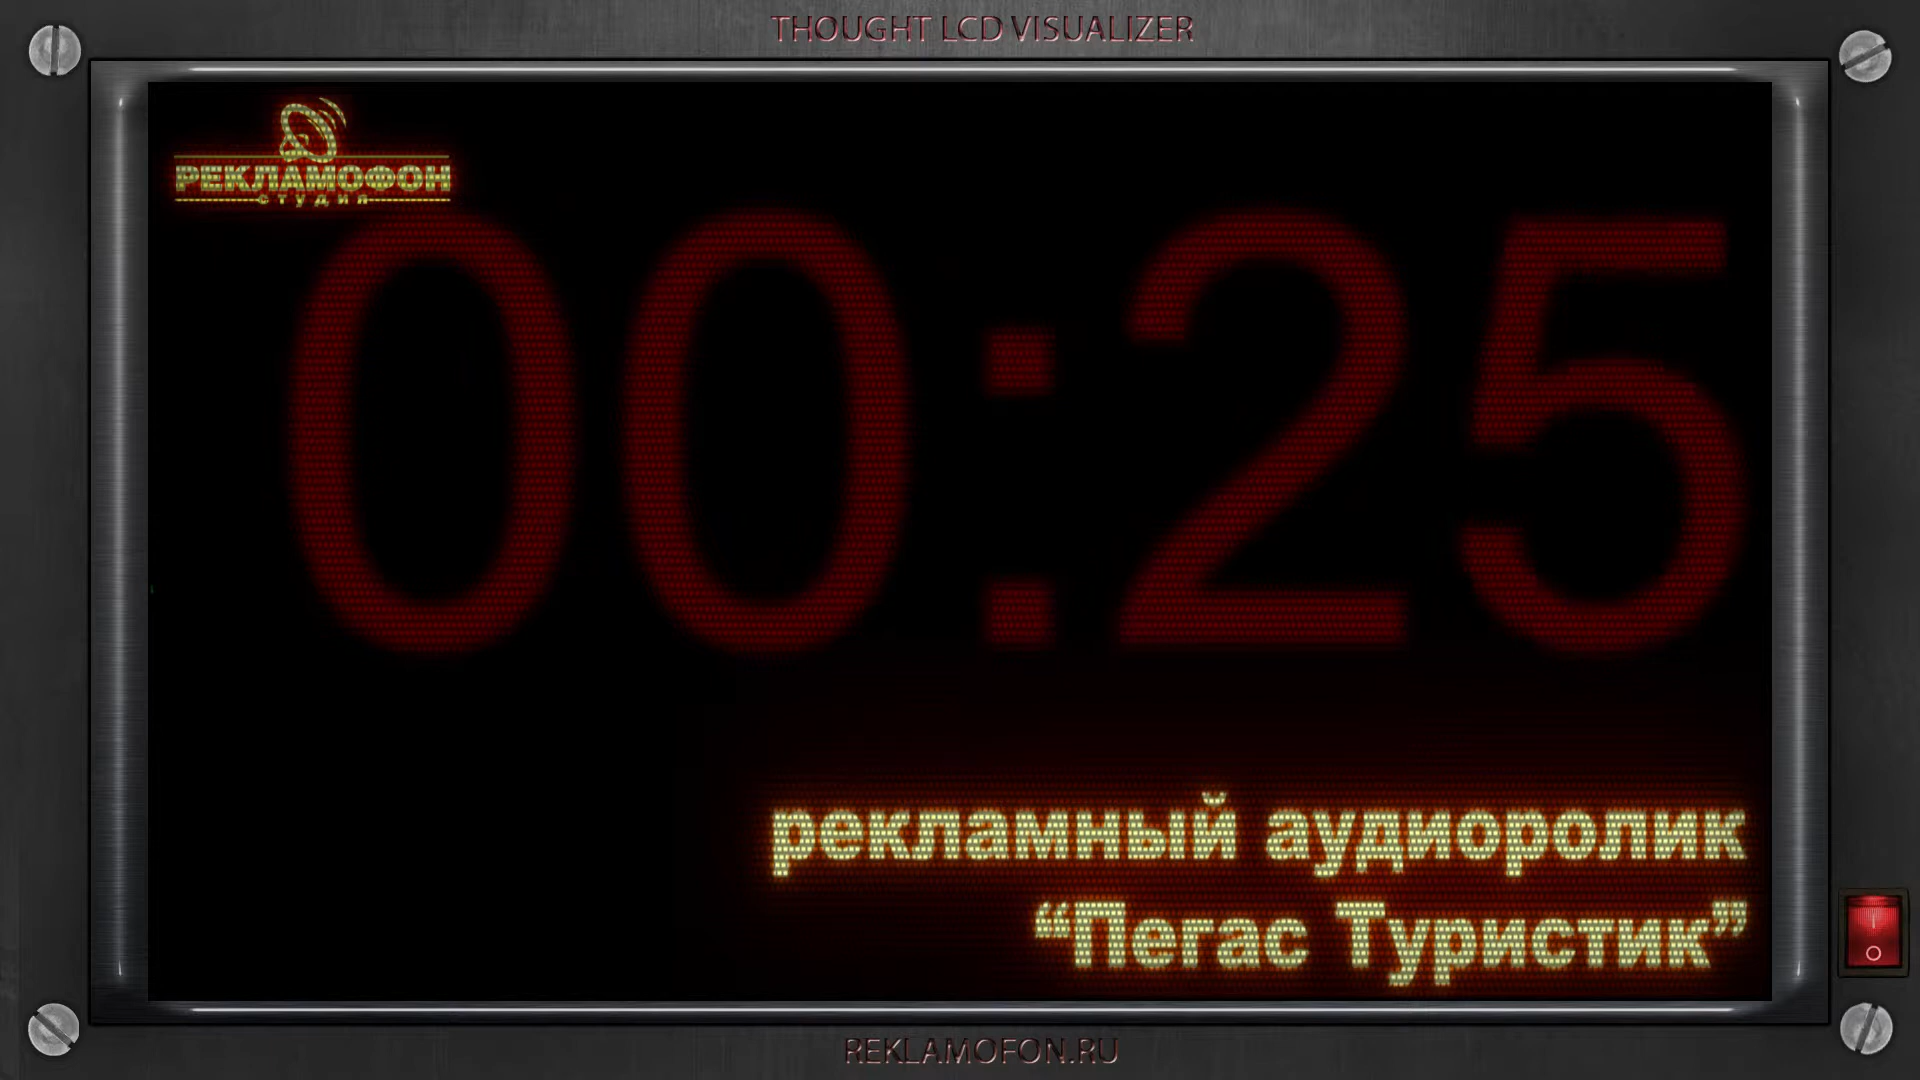 THOUGHT LCD VISUALIZER
РЕКЛАМОФОН
студия
00:25
рекламный аудиоролик
“Пегас Туристик”
REKLAMOFON.RU